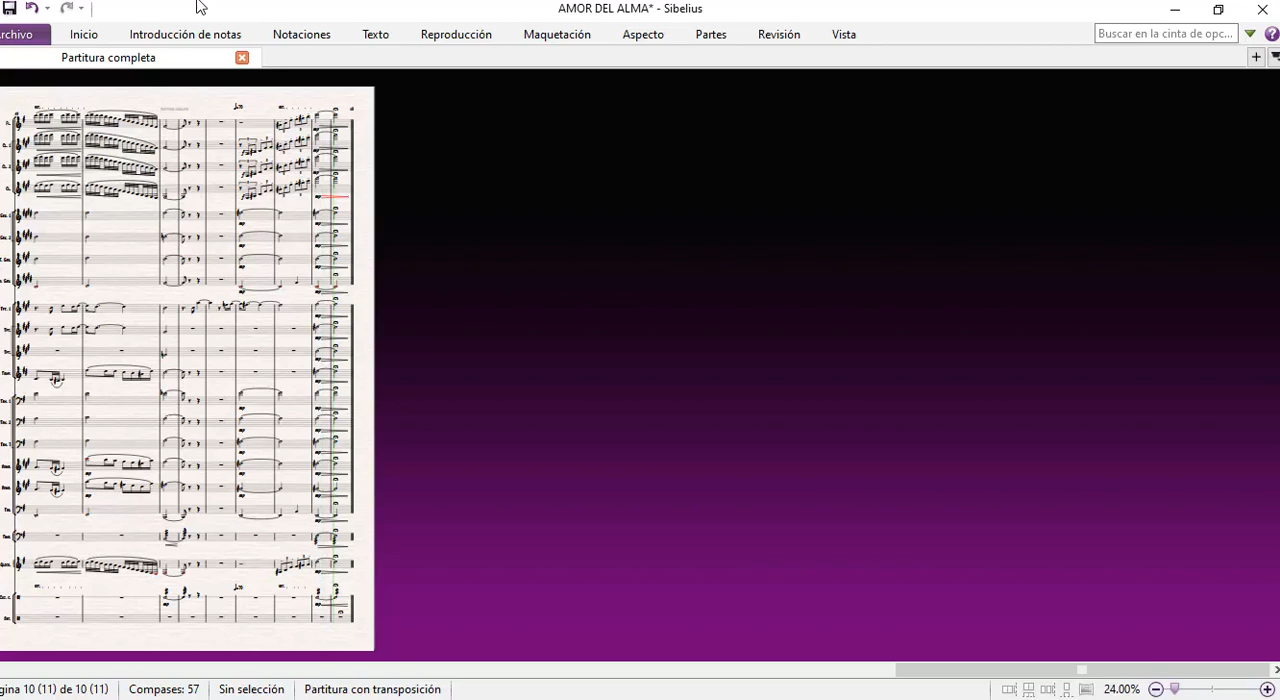 AMOR DEL ALMA* - Sibelius
rchivo Inicio Introducción de notas Notaciones Texto Reproducción Maquetación Aspecto Partes Revisión Vista Buscar en la cinta de opc... ?
Partitura completa
gina 10 (11) de 10 (11) Compases: 57 Sin selección Partitura con transposición 24.00%